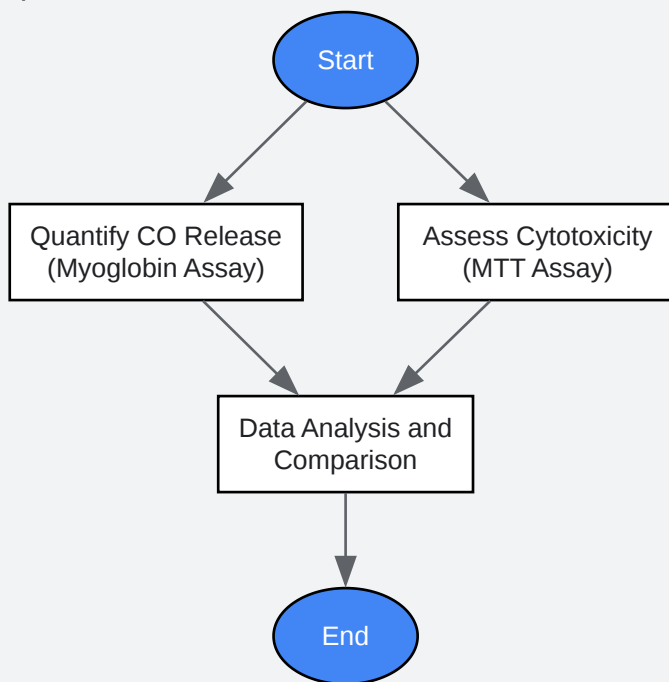 Start
Quantify CO Release
(Myoglobin Assay)
Assess Cytotoxicity
(MTT Assay)
Data Analysis and
Comparison
End